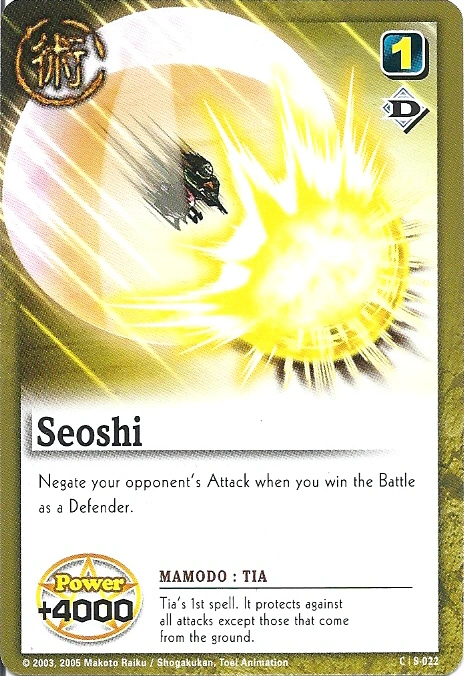 術
1
D
Seoshi
Negate your opponent's Attack when you win the Battle
as a Defender.
Power
+4000
MAMODO : TIA
Tia's 1st spell. It protects against
all attacks except those that come
from the ground.
© 2003, 2005 Makoto Raiku / Shogakukan, Toei Animation
C | S-022